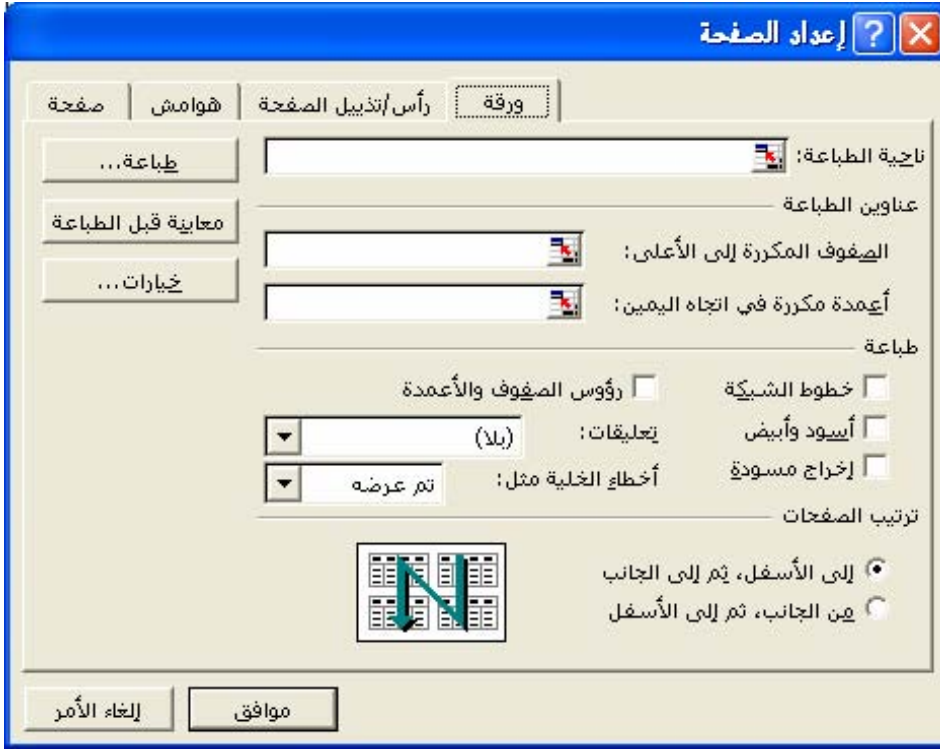 إعداد الصفحة
ورقة
رأس/تذييل الصفحة
هوامش
صفحة
ناحية الطباعة:
طباعة...
عناوين الطباعة
معاينة قبل الطباعة
الصفوف المكررة إلى الأعلى:
خيارات...
أعمدة مكررة في اتجاه اليمين:
طباعة
خطوط الشبكة
رؤوس الصفوف والأعمدة
أسود وأبيض
تعليقات:
(بلا)
إخراج مسودة
أخطاء الخلية مثل:
تم عرضه
ترتيب الصفحات
إلى الأسفل، ثم إلى الجانب
من الجانب، ثم إلى الأسفل
موافق
إلغاء الأمر